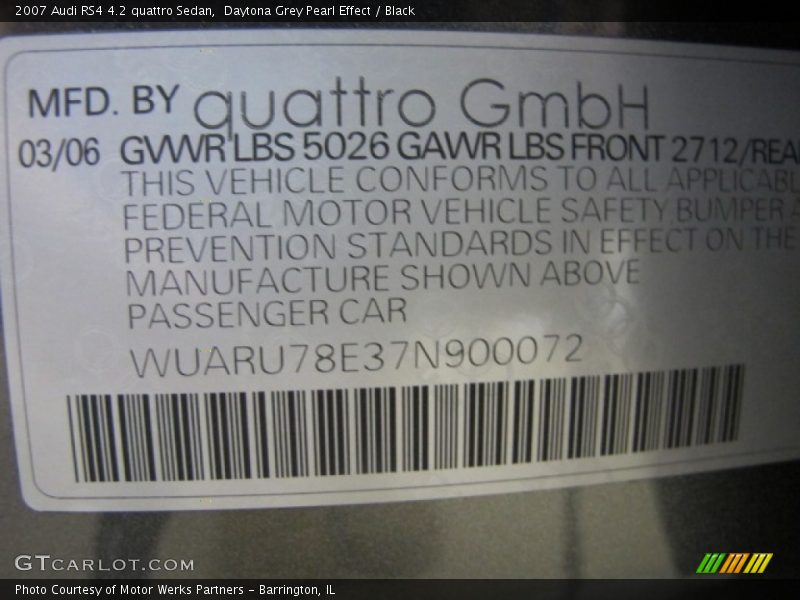 2007 Audi RS4 4.2 quattro Sedan,  Daytona Grey Pearl Effect / Black
MFD. BY quattro GmbH
03/06 GVWR LBS 5026 GAWR LBS FRONT 2712/REA
THIS VEHICLE CONFORMS TO ALL APPLICABL
FEDERAL MOTOR VEHICLE SAFETY, BUMPER A
PREVENTION STANDARDS IN EFFECT ON THE
MANUFACTURE SHOWN ABOVE
PASSENGER CAR
WUARU78E37N900072
GTCARLOT.COM
Photo Courtesy of Motor Werks Partners – Barrington, IL